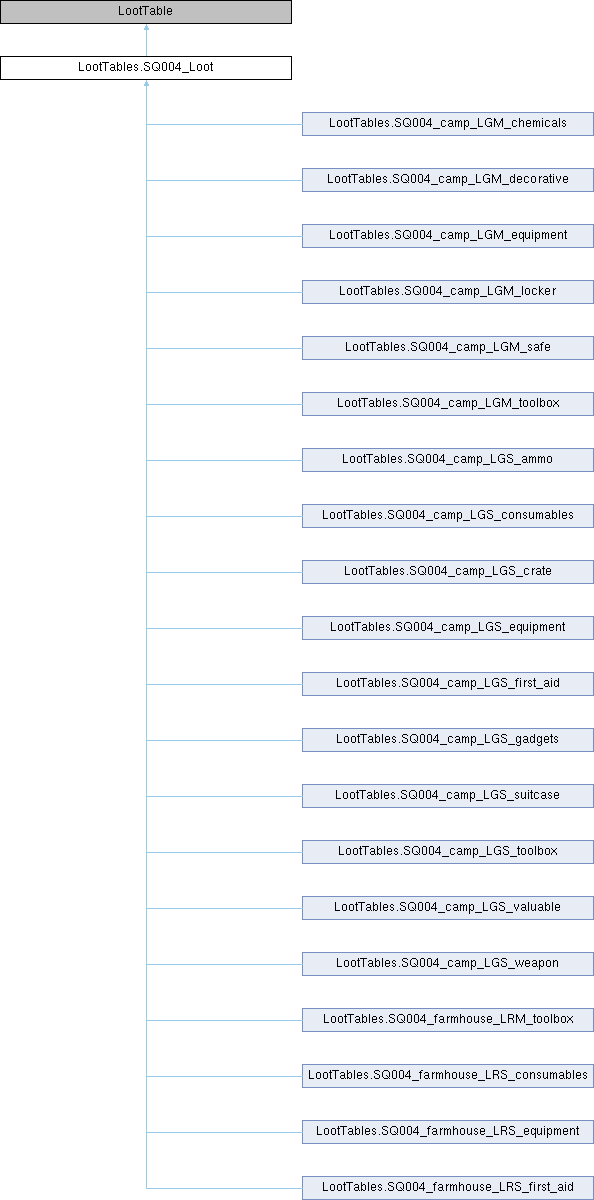 LootTable
LootTables.SQ004_Loot
LootTables.SQ004_camp_LGM_chemicals
LootTables.SQ004_camp_LGM_decorative
LootTables.SQ004_camp_LGM_equipment
LootTables.SQ004_camp_LGM_locker
LootTables.SQ004_camp_LGM_safe
LootTables.SQ004_camp_LGM_toolbox
LootTables.SQ004_camp_LGS_ammo
LootTables.SQ004_camp_LGS_consumables
LootTables.SQ004_camp_LGS_crate
LootTables.SQ004_camp_LGS_equipment
LootTables.SQ004_camp_LGS_first_aid
LootTables.SQ004_camp_LGS_gadgets
LootTables.SQ004_camp_LGS_suitcase
LootTables.SQ004_camp_LGS_toolbox
LootTables.SQ004_camp_LGS_valuable
LootTables.SQ004_camp_LGS_weapon
LootTables.SQ004_farmhouse_LRM_toolbox
LootTables.SQ004_farmhouse_LRS_consumables
LootTables.SQ004_farmhouse_LRS_equipment
LootTables.SQ004_farmhouse_LRS_first_aid